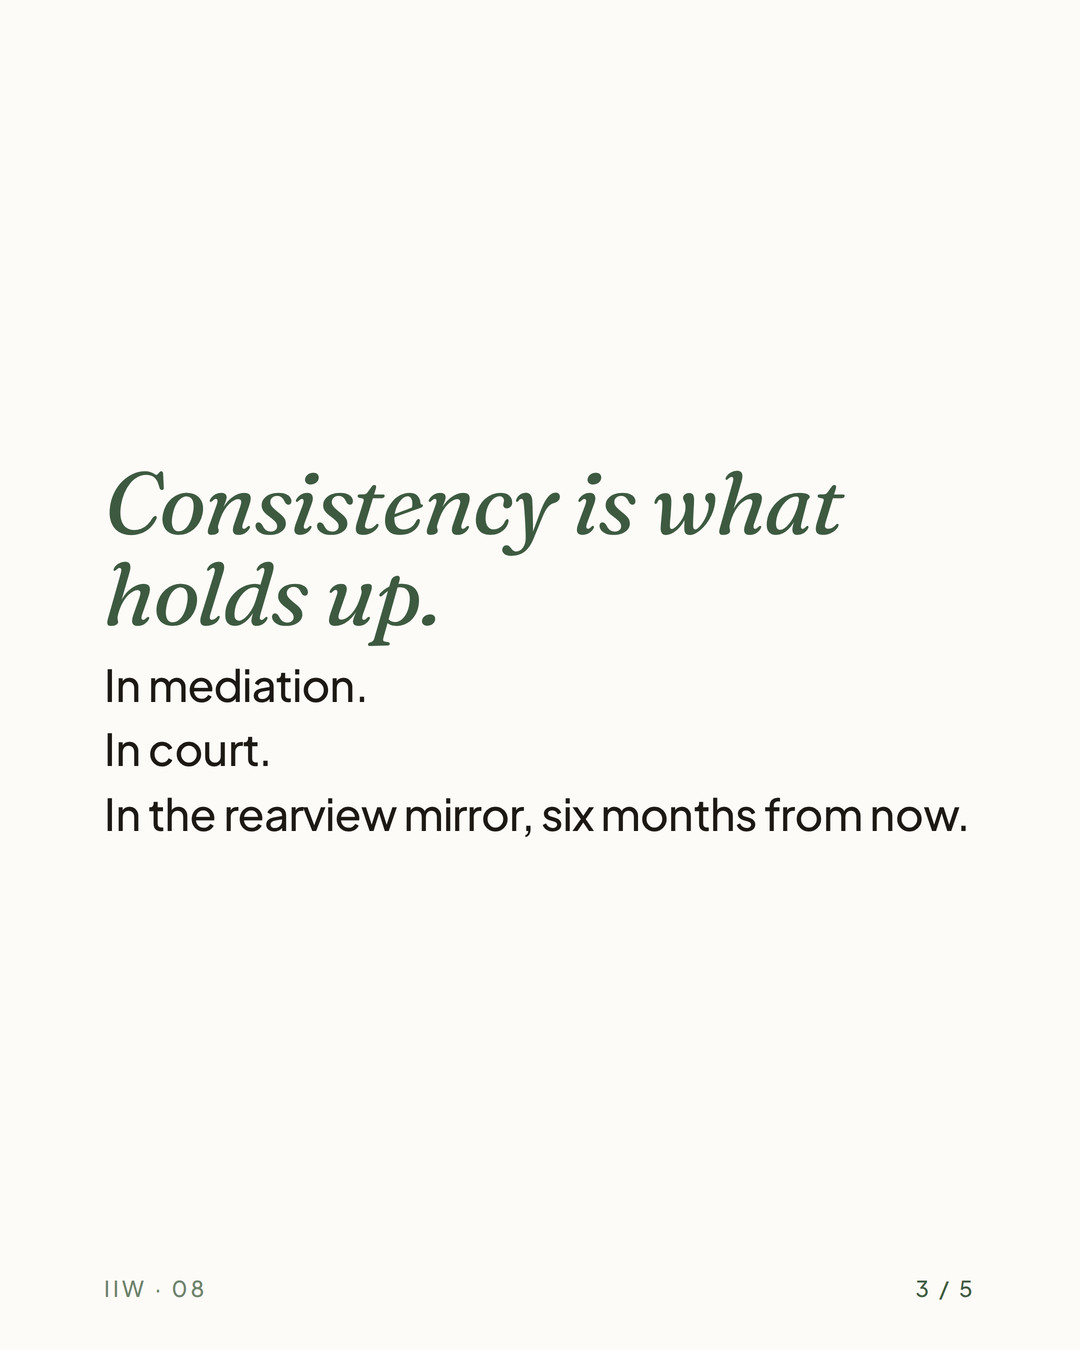 Consistency is what
holds up.
In mediation.
In court.
In the rearview mirror, six months from now.
IIW · 08
3 / 5